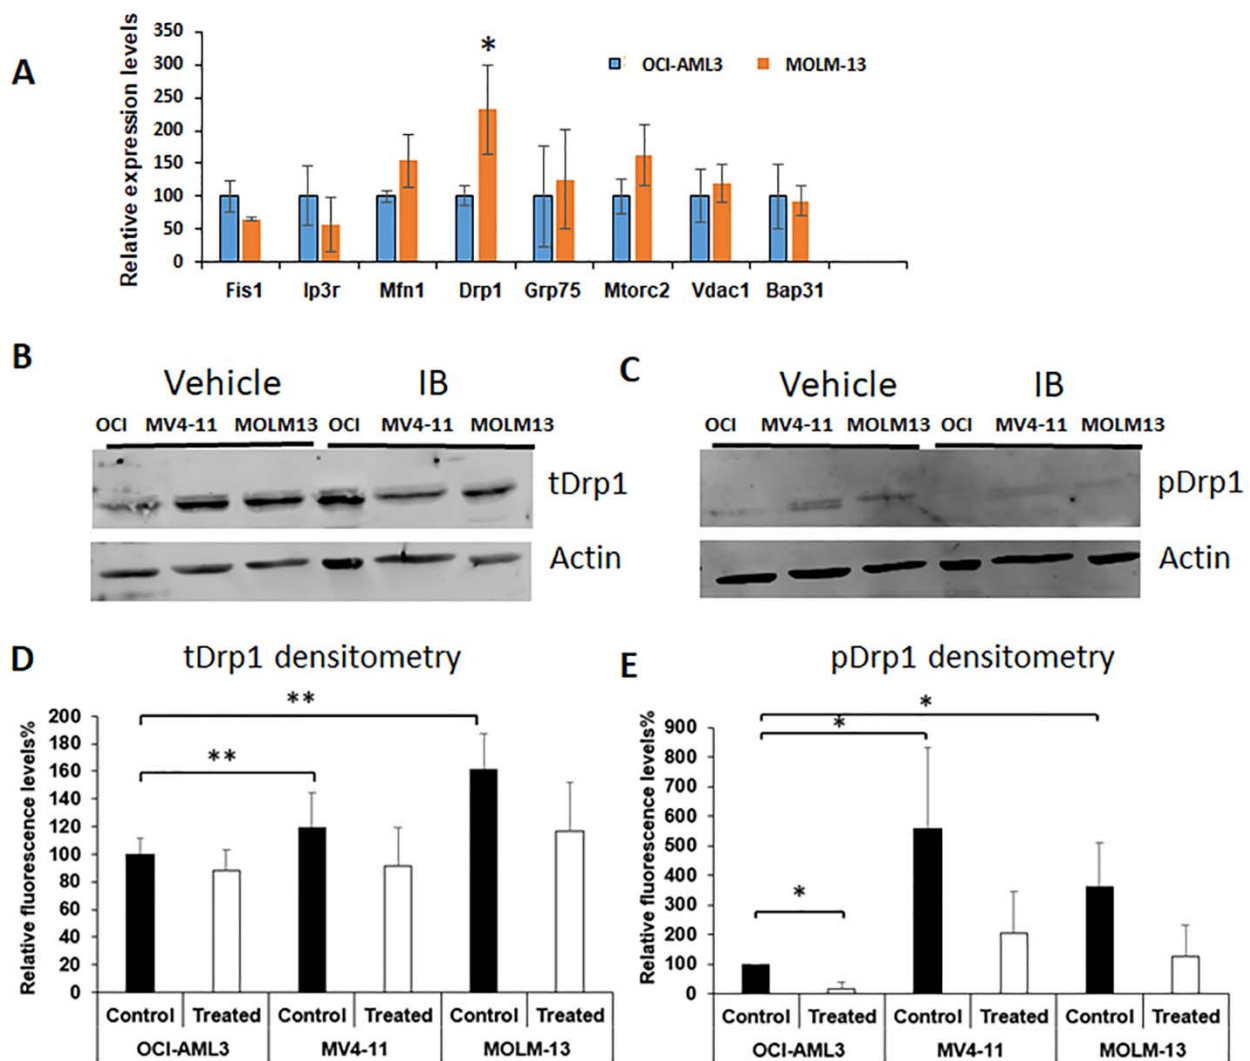 A
Relative expression levels
350
300
250
200
150
100
50
0
*
OCI-AML3 MOLM-13
Fis1 Ip3r Mfn1 Drp1 Grp75 Mtorc2 Vdac1 Bap31
B
Vehicle IB
OCI MV4-11 MOLM13 OCI MV4-11 MOLM13
tDrp1
Actin
C
Vehicle IB
OCI MV4-11 MOLM13 OCI MV4-11 MOLM13
pDrp1
Actin
D
tDrp1 densitometry
Relative fluorescence levels%
200
180
160
140
120
100
80
60
40
20
0
**
**
Control Treated Control Treated Control Treated
OCI-AML3 MV4-11 MOLM-13
E
pDrp1 densitometry
Relative fluorescence levels%
900
800
700
600
500
400
300
200
100
0
*
*
*
Control Treated Control Treated Control Treated
OCI-AML3 MV4-11 MOLM-13